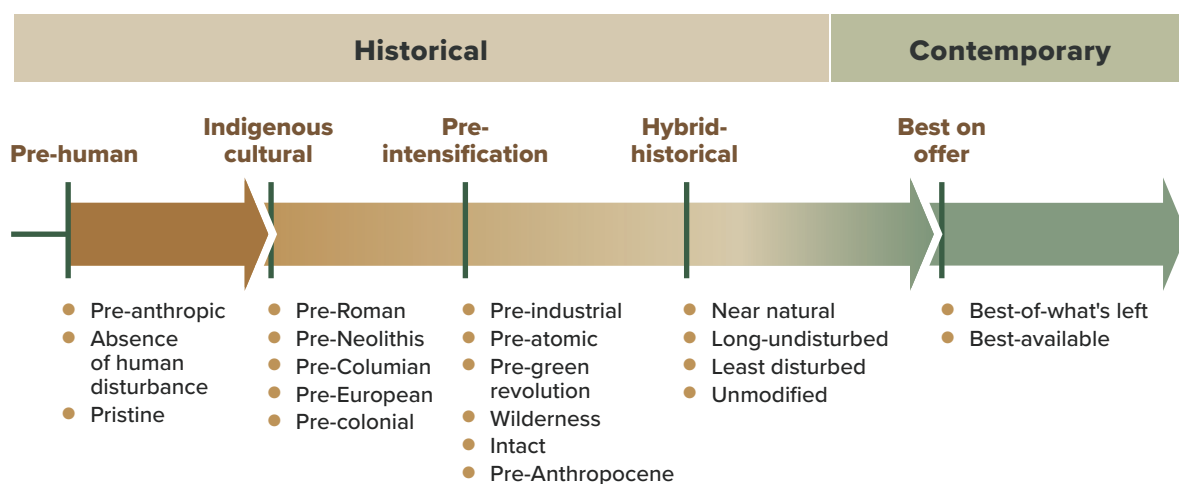 Historical
Contemporary
Pre-human
Indigenous
cultural
Pre-
intensification
Hybrid-
historical
Best on
offer
Pre-anthropic
Absence
of human
disturbance
Pristine
Pre-Roman
Pre-Neolithis
Pre-Columian
Pre-European
Pre-colonial
Pre-industrial
Pre-atomic
Pre-green
revolution
Wilderness
Intact
Pre-Anthropocene
Near natural
Long-undisturbed
Least disturbed
Unmodified
Best-of-what's left
Best-available